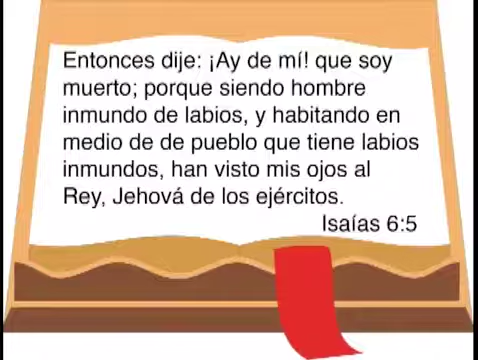 Entonces dije: ¡Ay de mí! que soy
muerto; porque siendo hombre
inmundo de labios, y habitando en
medio de de pueblo que tiene labios
inmundos, han visto mis ojos al
Rey, Jehová de los ejércitos.
Isaías 6:5